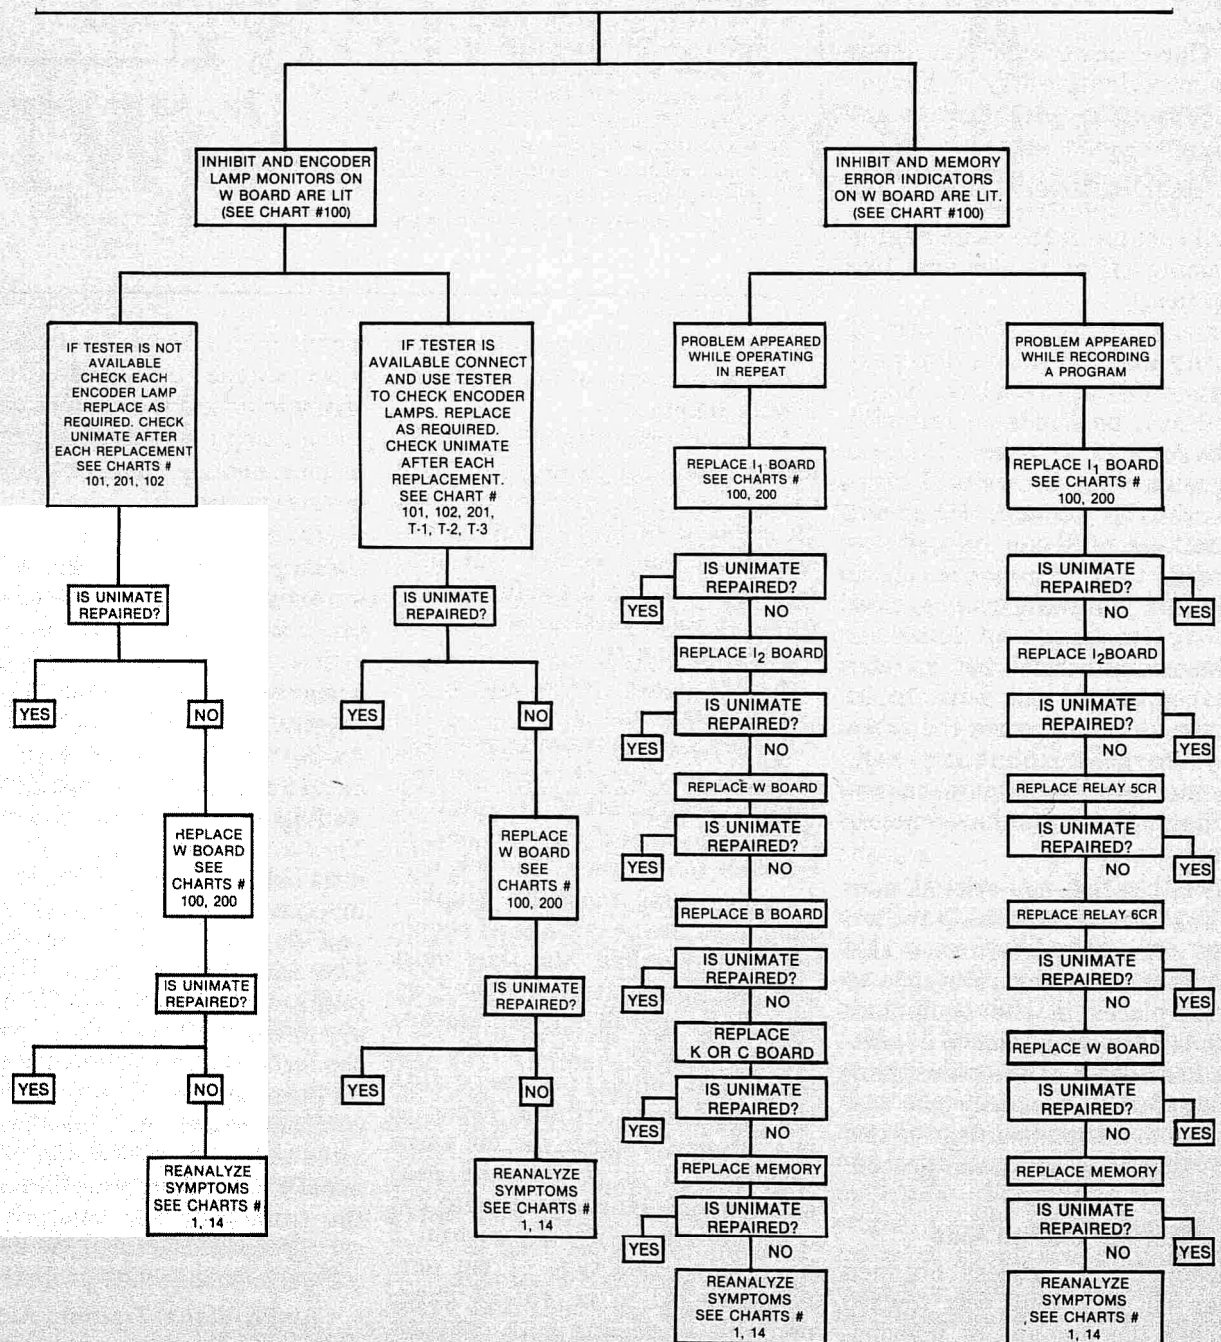 INHIBIT AND ENCODER
LAMP MONITORS ON
W BOARD ARE LIT
(SEE CHART #100)
INHIBIT AND MEMORY
ERROR INDICATORS
ON W BOARD ARE LIT.
(SEE CHART #100)
IF TESTER IS NOT
AVAILABLE
CHECK EACH
ENCODER LAMP
REPLACE AS
REQUIRED. CHECK
UNIMATE AFTER
EACH REPLACEMENT
SEE CHARTS #
101, 201, 102
IS UNIMATE
REPAIRED?
YES
NO
REPLACE
W BOARD
SEE
CHARTS #
100, 200
IS UNIMATE
REPAIRED?
YES
NO
REANALYZE
SYMPTOMS
SEE CHARTS #
1, 14
IF TESTER IS
AVAILABLE CONNECT
AND USE TESTER
TO CHECK ENCODER
LAMPS. REPLACE
AS REQUIRED.
CHECK UNIMATE
AFTER EACH
REPLACEMENT.
SEE CHART #
101, 102, 201,
T-1, T-2, T-3
IS UNIMATE
REPAIRED?
YES
NO
REPLACE
W BOARD
SEE
CHARTS #
100, 200
IS UNIMATE
REPAIRED?
YES
NO
REANALYZE
SYMPTOMS
SEE CHARTS #
1, 14
PROBLEM APPEARED
WHILE OPERATING
IN REPEAT
REPLACE I1 BOARD
SEE CHARTS #
100, 200
IS UNIMATE
REPAIRED?
YES
NO
REPLACE I2 BOARD
IS UNIMATE
REPAIRED?
YES
NO
REPLACE W BOARD
IS UNIMATE
REPAIRED?
YES
NO
REPLACE B BOARD
IS UNIMATE
REPAIRED?
YES
NO
REPLACE
K OR C BOARD
IS UNIMATE
REPAIRED?
YES
NO
REPLACE MEMORY
IS UNIMATE
REPAIRED?
YES
NO
REANALYZE
SYMPTOMS
SEE CHARTS #
1, 14
PROBLEM APPEARED
WHILE RECORDING
A PROGRAM
REPLACE I1 BOARD
SEE CHARTS #
100, 200
IS UNIMATE
REPAIRED?
NO
YES
REPLACE I2BOARD
IS UNIMATE
REPAIRED?
NO
YES
REPLACE RELAY 5CR
IS UNIMATE
REPAIRED?
NO
YES
REPLACE RELAY 6CR
IS UNIMATE
REPAIRED?
NO
YES
REPLACE W BOARD
IS UNIMATE
REPAIRED?
NO
YES
REPLACE MEMORY
IS UNIMATE
REPAIRED?
NO
YES
REANALYZE
SYMPTOMS
SEE CHARTS #
1, 14